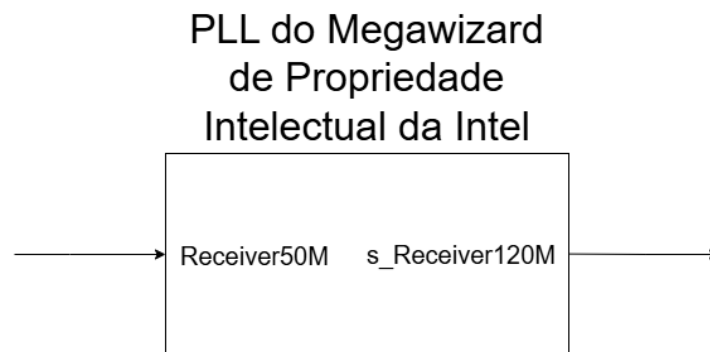 PLL do Megawizard
de Propriedade
Intelectual da Intel
Receiver50M s_Receiver120M